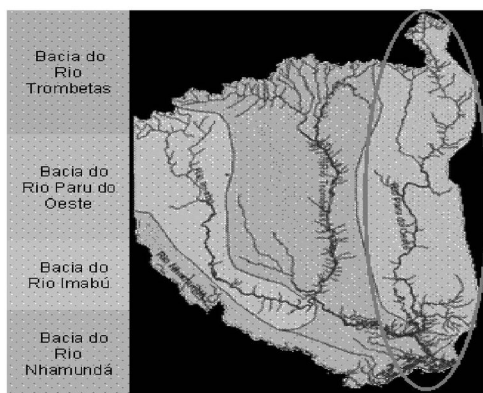 Bacia do
Rio
Trombetas
Bacia do
Rio Paru do
Oeste
Bacia do
Rio Imabú
Bacia do
Rio
Nhamundá